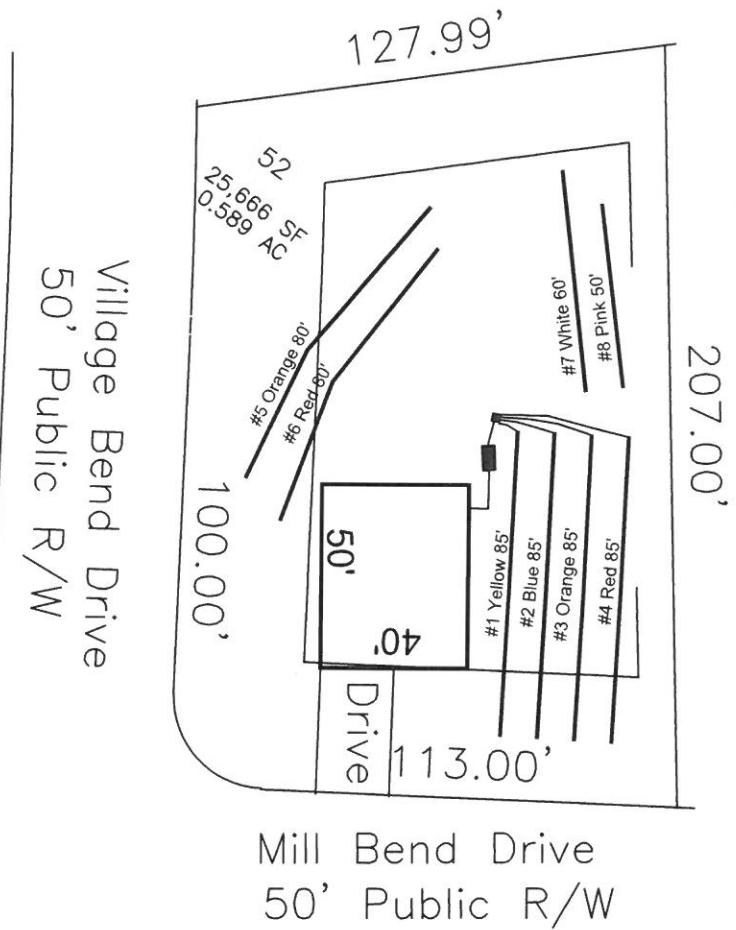 127.99'
52
25,666 SF
0.589 AC
#7 White 60'
#8 Pink 50'
207.00'
Village Bend Drive
50' Public R/W
#5 Orange 80'
#6 Red 80'
100.00'
50'
40'
#1 Yellow 85'
#2 Blue 85'
#3 Orange 85'
#4 Red 85'
Drive
113.00'
Mill Bend Drive
50' Public R/W